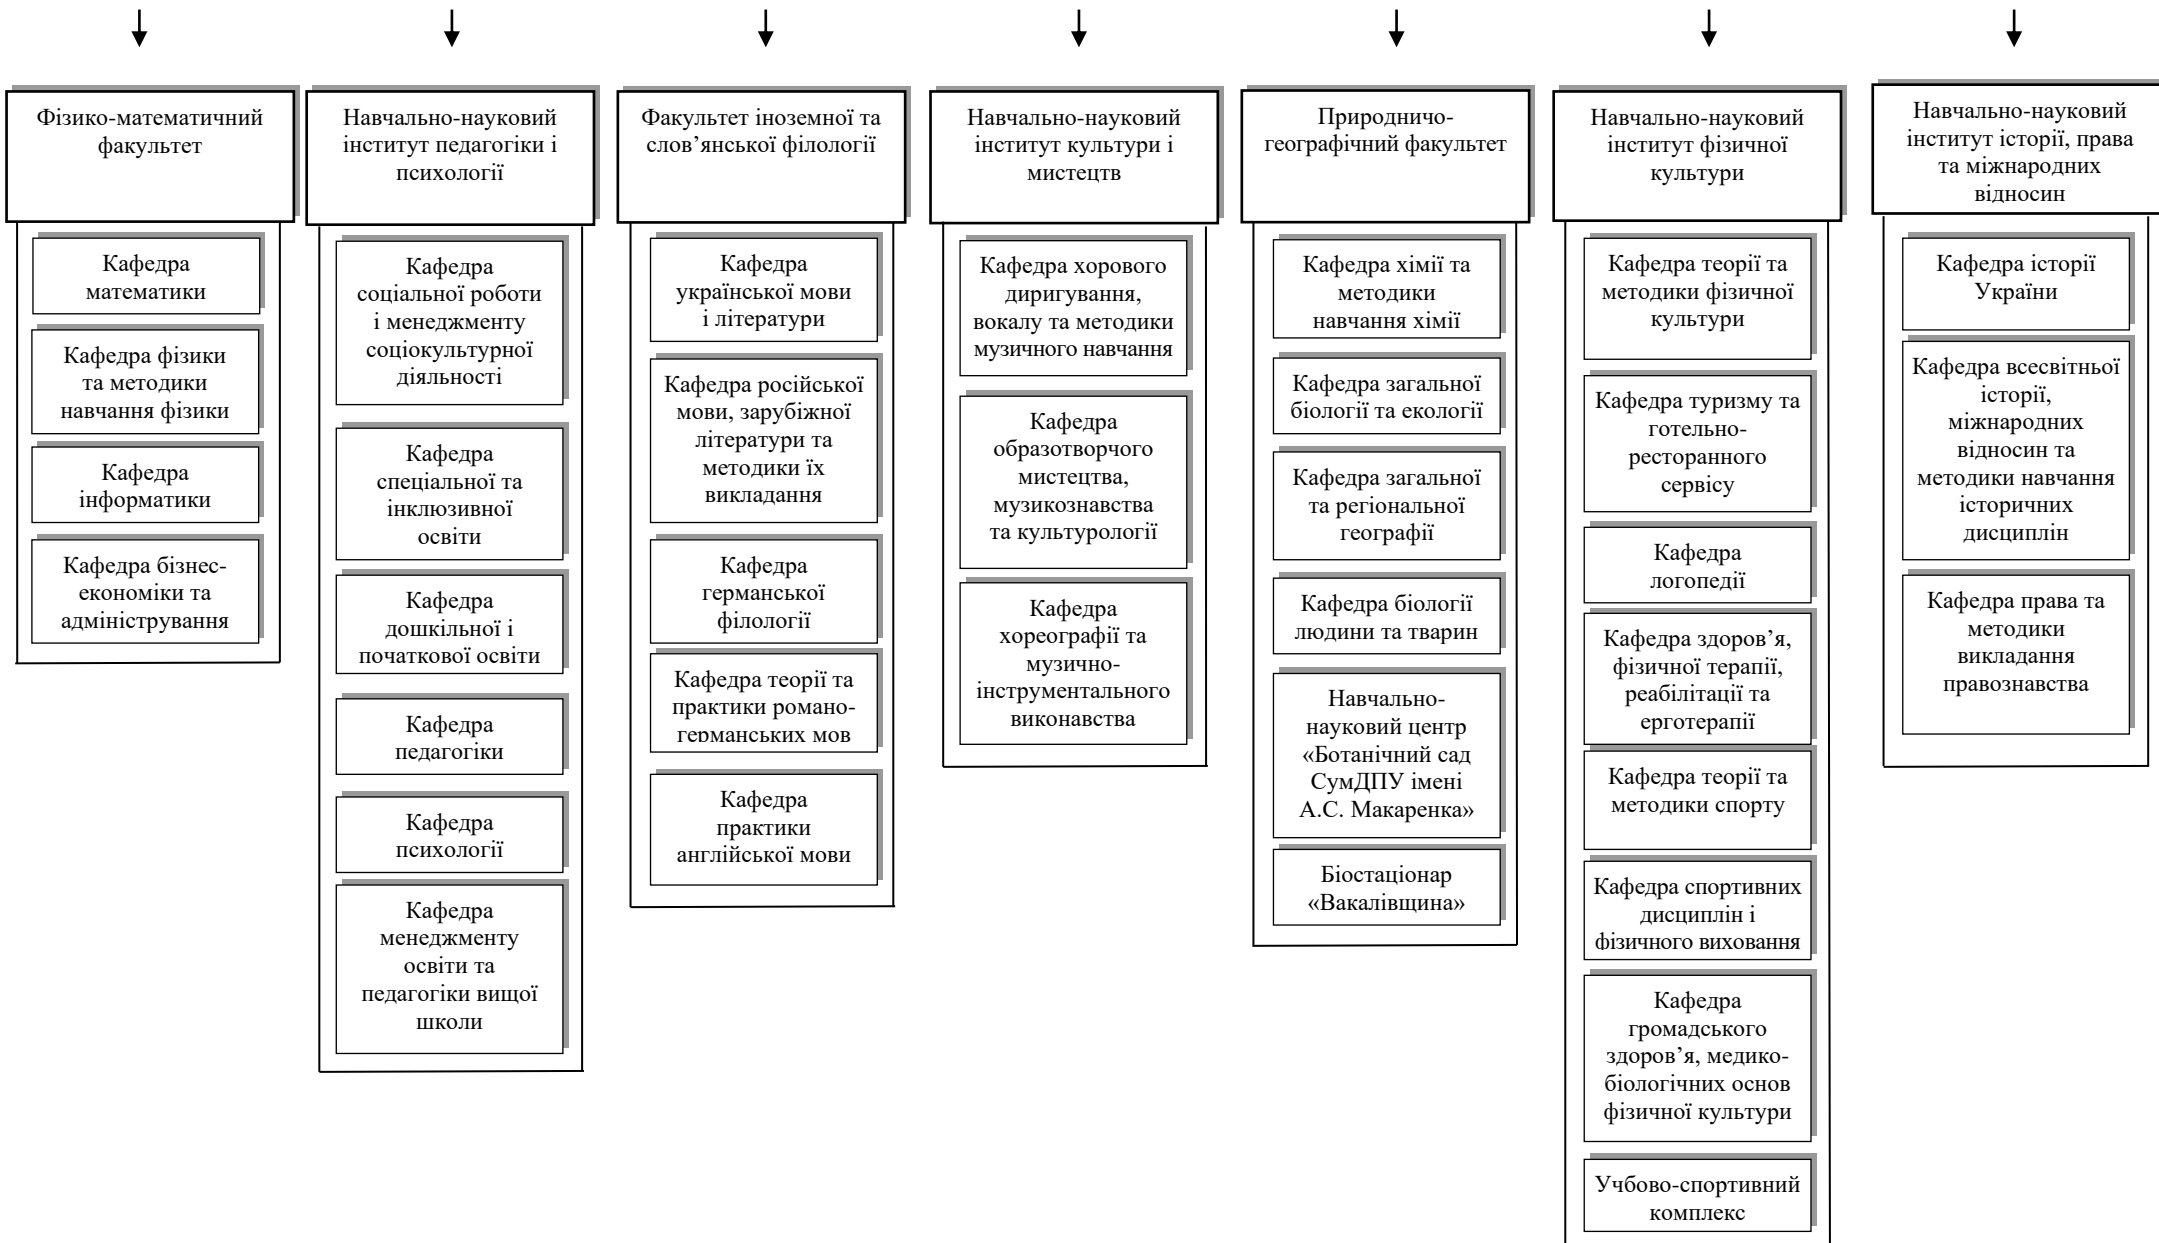 Фізико-математичний
факультет
Кафедра
математики
Кафедра фізики
та методики
навчання фізики
Кафедра
інформатики
Кафедра бізнес-
економіки та
адміністрування
Навчально-науковий
інститут педагогіки і
психології
Кафедра
соціальної роботи
і менеджменту
соціокультурної
діяльності
Кафедра
спеціальної та
інклюзивної
освіти
Кафедра
дошкільної і
початкової освіти
Кафедра
педагогіки
Кафедра
психології
Кафедра
менеджменту
освіти та
педагогіки вищої
школи
Факультет іноземної та
слов’янської філології
Кафедра
української мови
і літератури
Кафедра російської
мови, зарубіжної
літератури та
методики їх
викладання
Кафедра
германської
філології
Кафедра теорії та
практики романо-
германських мов
Кафедра
практики
англійської мови
Навчально-науковий
інститут культури і
мистецтв
Кафедра хорового
диригування,
вокалу та методики
музичного навчання
Кафедра
образотворчого
мистецтва,
музикознавства
та культурології
Кафедра
хореографії та
музично-
інструментального
виконавства
Природничо-
географічний факультет
Кафедра хімії та
методики
навчання хімії
Кафедра загальної
біології та екології
Кафедра загальної
та регіональної
географії
Кафедра біології
людини та тварин
Навчально-
науковий центр
«Ботанічний сад
СумДПУ імені
А.С. Макаренка»
Біостаціонар
«Вакалівщина»
Навчально-науковий
інститут фізичної
культури
Кафедра теорії та
методики фізичної
культури
Кафедра туризму та
готельно-
ресторанного
сервісу
Кафедра
логопедії
Кафедра здоров’я,
фізичної терапії,
реабілітації та
ерготерапії
Кафедра теорії та
методики спорту
Кафедра спортивних
дисциплін і
фізичного виховання
Кафедра
громадського
здоров’я, медико-
біологічних основ
фізичної культури
Учбово-спортивний
комплекс
Навчально-науковий
інститут історії, права
та міжнародних
відносин
Кафедра історії
України
Кафедра всесвітньої
історії,
міжнародних
відносин та
методики навчання
історичних
дисциплін
Кафедра права та
методики
викладання
правознавства